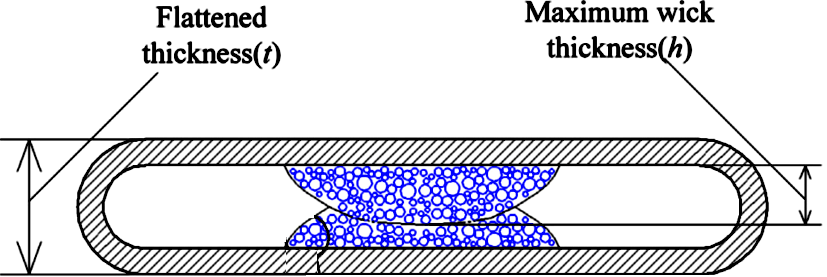 Flattened
thickness(t)
Maximum wick
thickness(h)